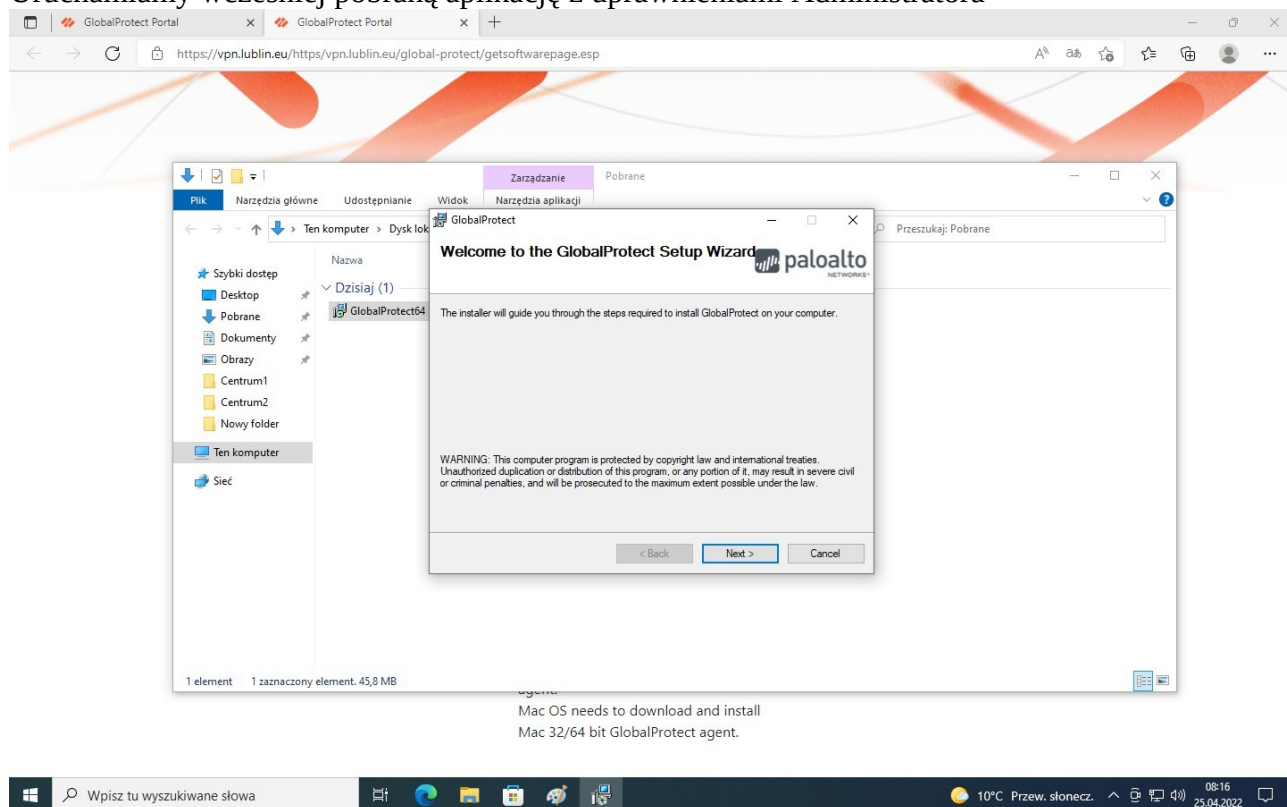 Uruchamiamy wcześniej pobraną aplikację z uprawnieniami Administratora
GlobalProtect Portal
GlobalProtect Portal
https://vpn.lublin.eu/https/vpn.lublin.eu/global-protect/getsoftwarepage.esp
Zarządzanie
Pobrane
Plik
Narzędzia główne
Udostępnianie
Widok
Narzędzia aplikacji
Ten komputer > Dysk lok
Przeszukaj: Pobrane
Nazwa
Szybki dostęp
Desktop
Pobrane
Dokumenty
Obrazy
Centrum1
Centrum2
Nowy folder
Ten komputer
Sieć
Dzisiaj (1)
GlobalProtect64
GlobalProtect
Welcome to the GlobalProtect Setup Wizard
paloalto
NETWORKS
The installer will guide you through the steps required to install GlobalProtect on your computer.
WARNING: This computer program is protected by copyright law and international treaties.
Unauthorized duplication or distribution of this program, or any portion of it, may result in severe civil
or criminal penalties, and will be prosecuted to the maximum extent possible under the law.
< Back
Next >
Cancel
1 element
1 zaznaczony element. 45,8 MB
agent.
Mac OS needs to download and install
Mac 32/64 bit GlobalProtect agent.
Wpisz tu wyszukiwane słowa
10°C Przew. słonecz.
08:16
25.04.2022